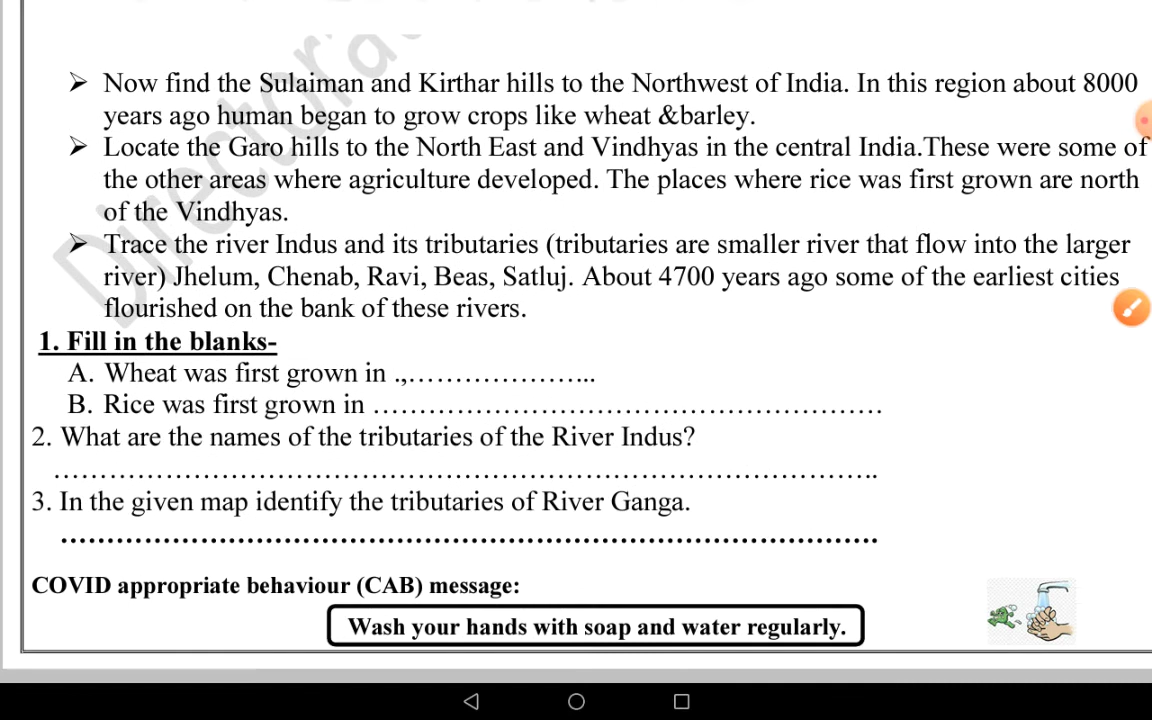 Director
➢ Now find the Sulaiman and Kirthar hills to the Northwest of India. In this region about 8000
years ago human began to grow crops like wheat &barley.
➢ Locate the Garo hills to the North East and Vindhyas in the central India.These were some of
the other areas where agriculture developed. The places where rice was first grown are north
of the Vindhyas.
➢ Trace the river Indus and its tributaries (tributaries are smaller river that flow into the larger
river) Jhelum, Chenab, Ravi, Beas, Satluj. About 4700 years ago some of the earliest cities
flourished on the bank of these rivers.
1. Fill in the blanks-
A. Wheat was first grown in .,…………………..
B. Rice was first grown in ……………………………………………………
2. What are the names of the tributaries of the River Indus?
…………………………………………………………………………………..
3. In the given map identify the tributaries of River Ganga.
…………………………………………………………………………………
COVID appropriate behaviour (CAB) message:
Wash your hands with soap and water regularly.